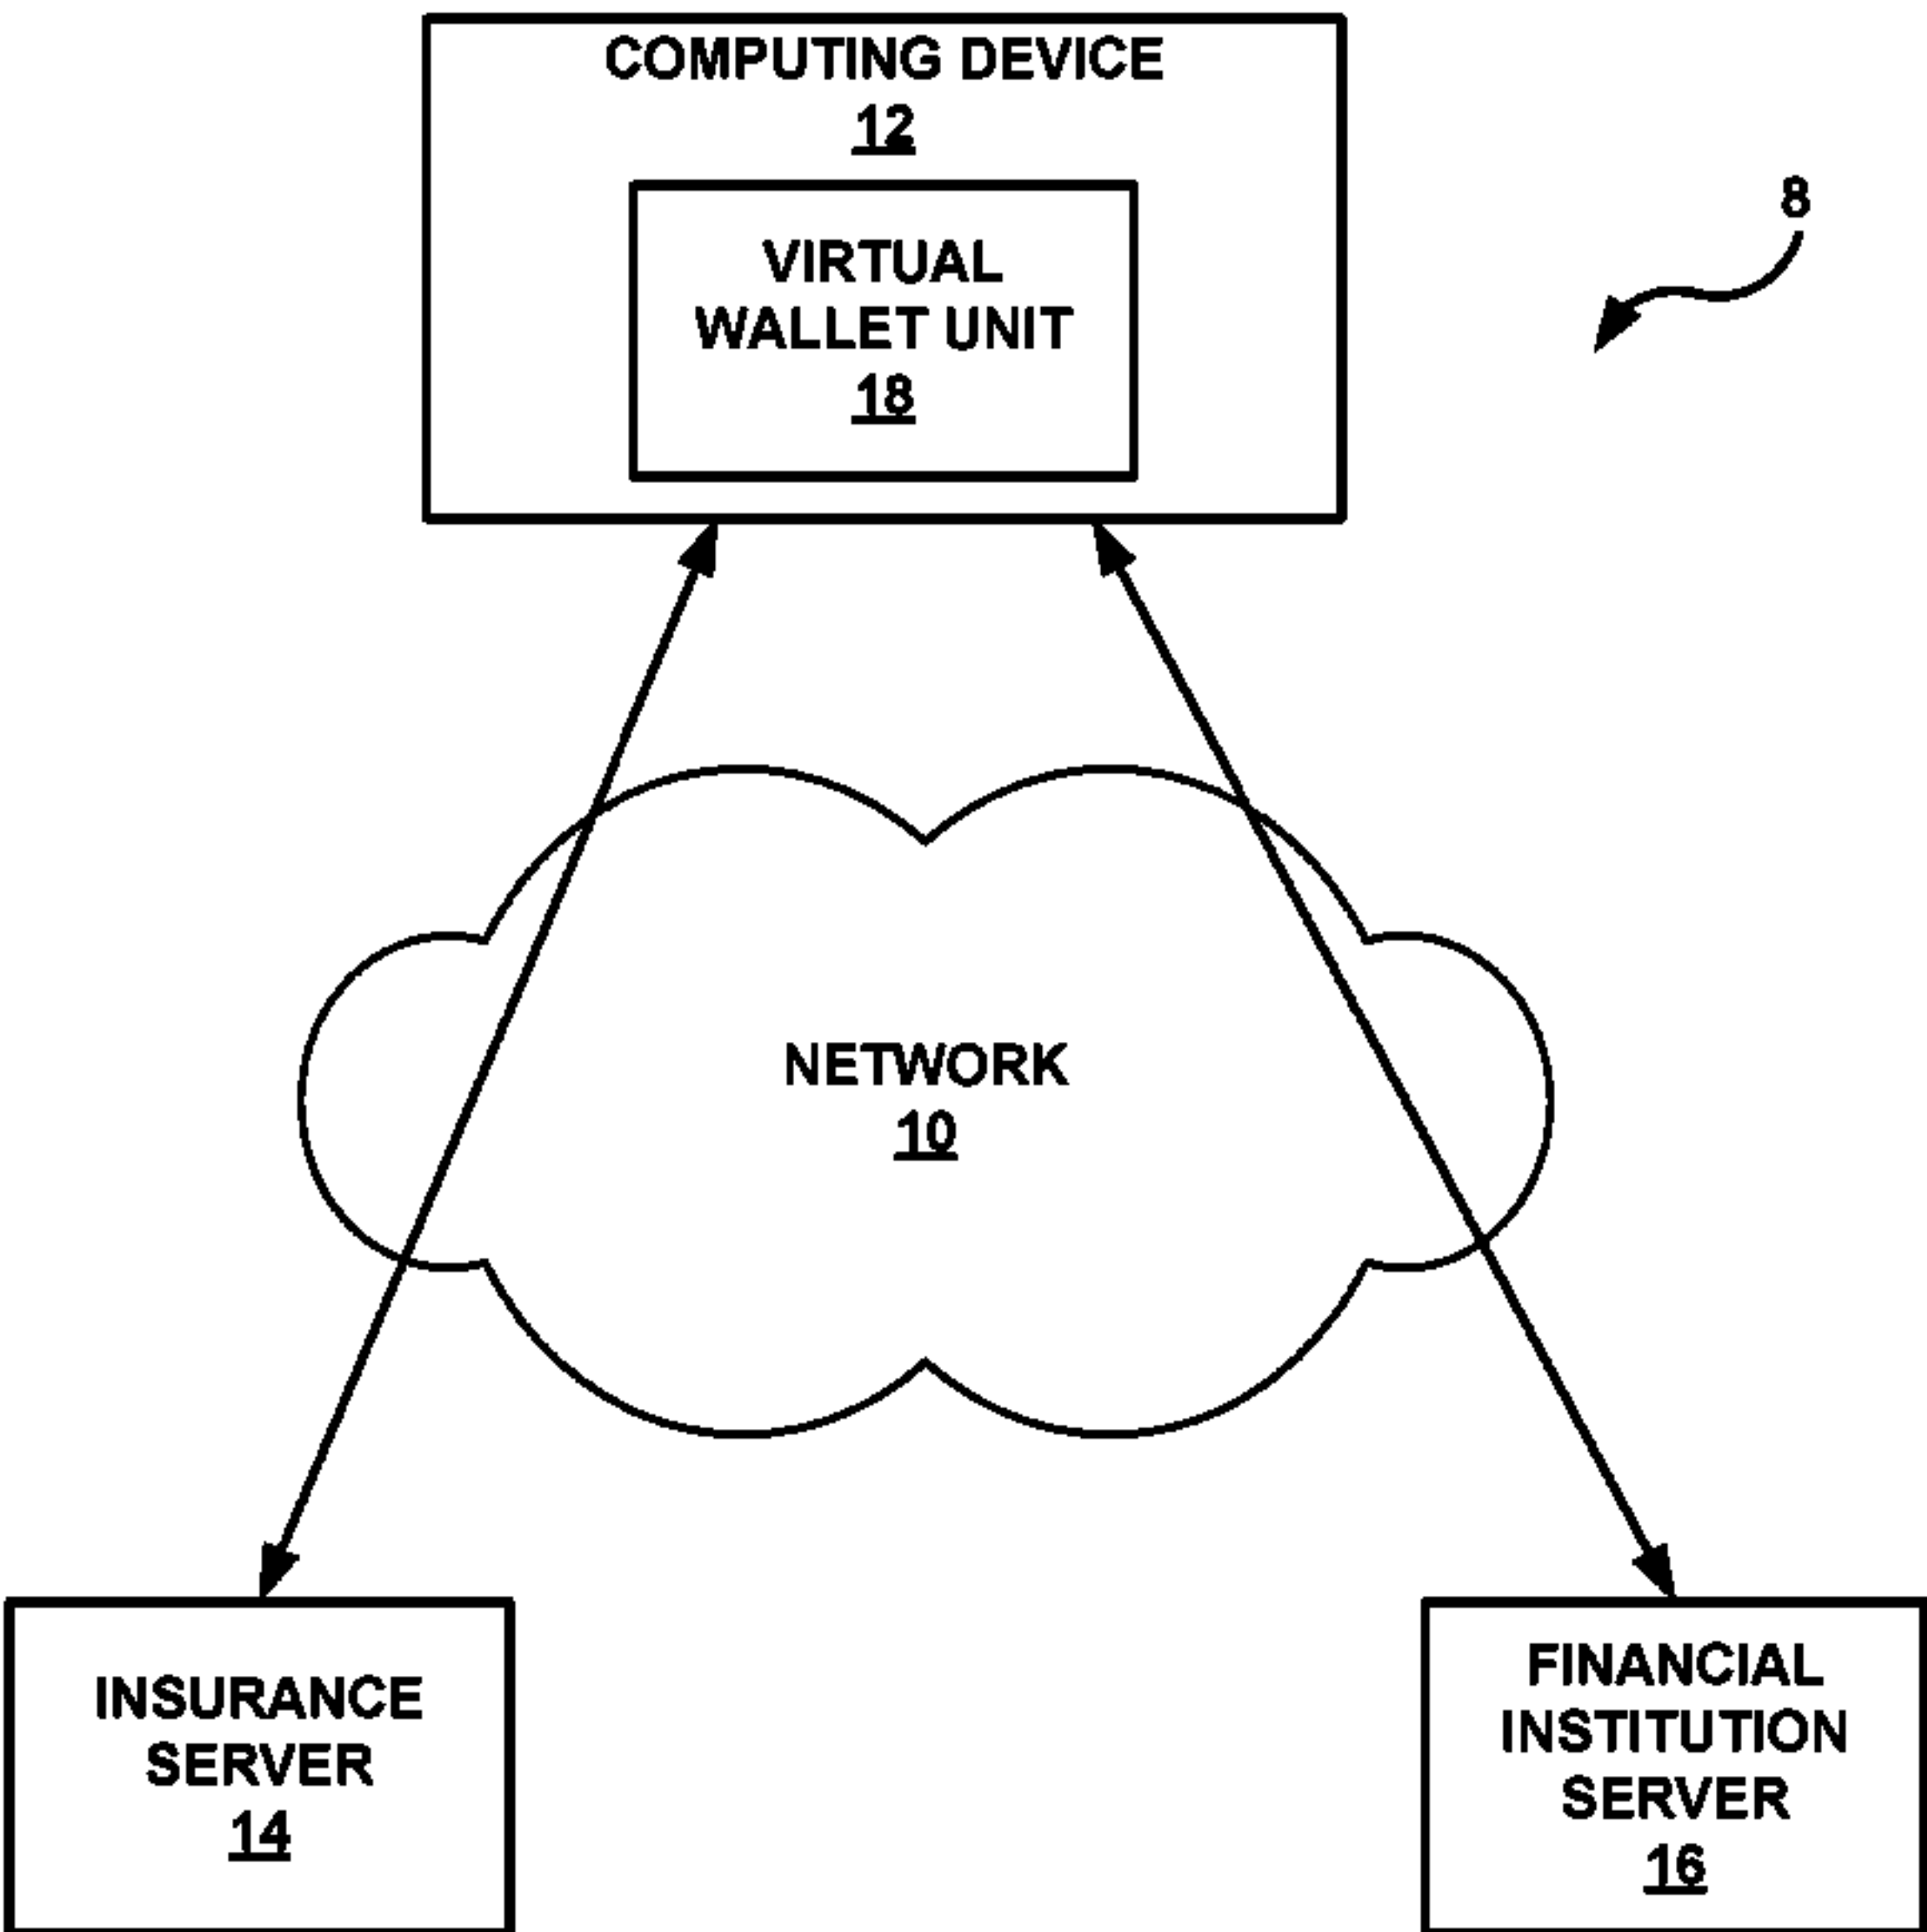 COMPUTING DEVICE
12
8
VIRTUAL
WALLET UNIT
18
NETWORK
10
INSURANCE
SERVER
14
FINANCIAL
INSTITUTION
SERVER
16